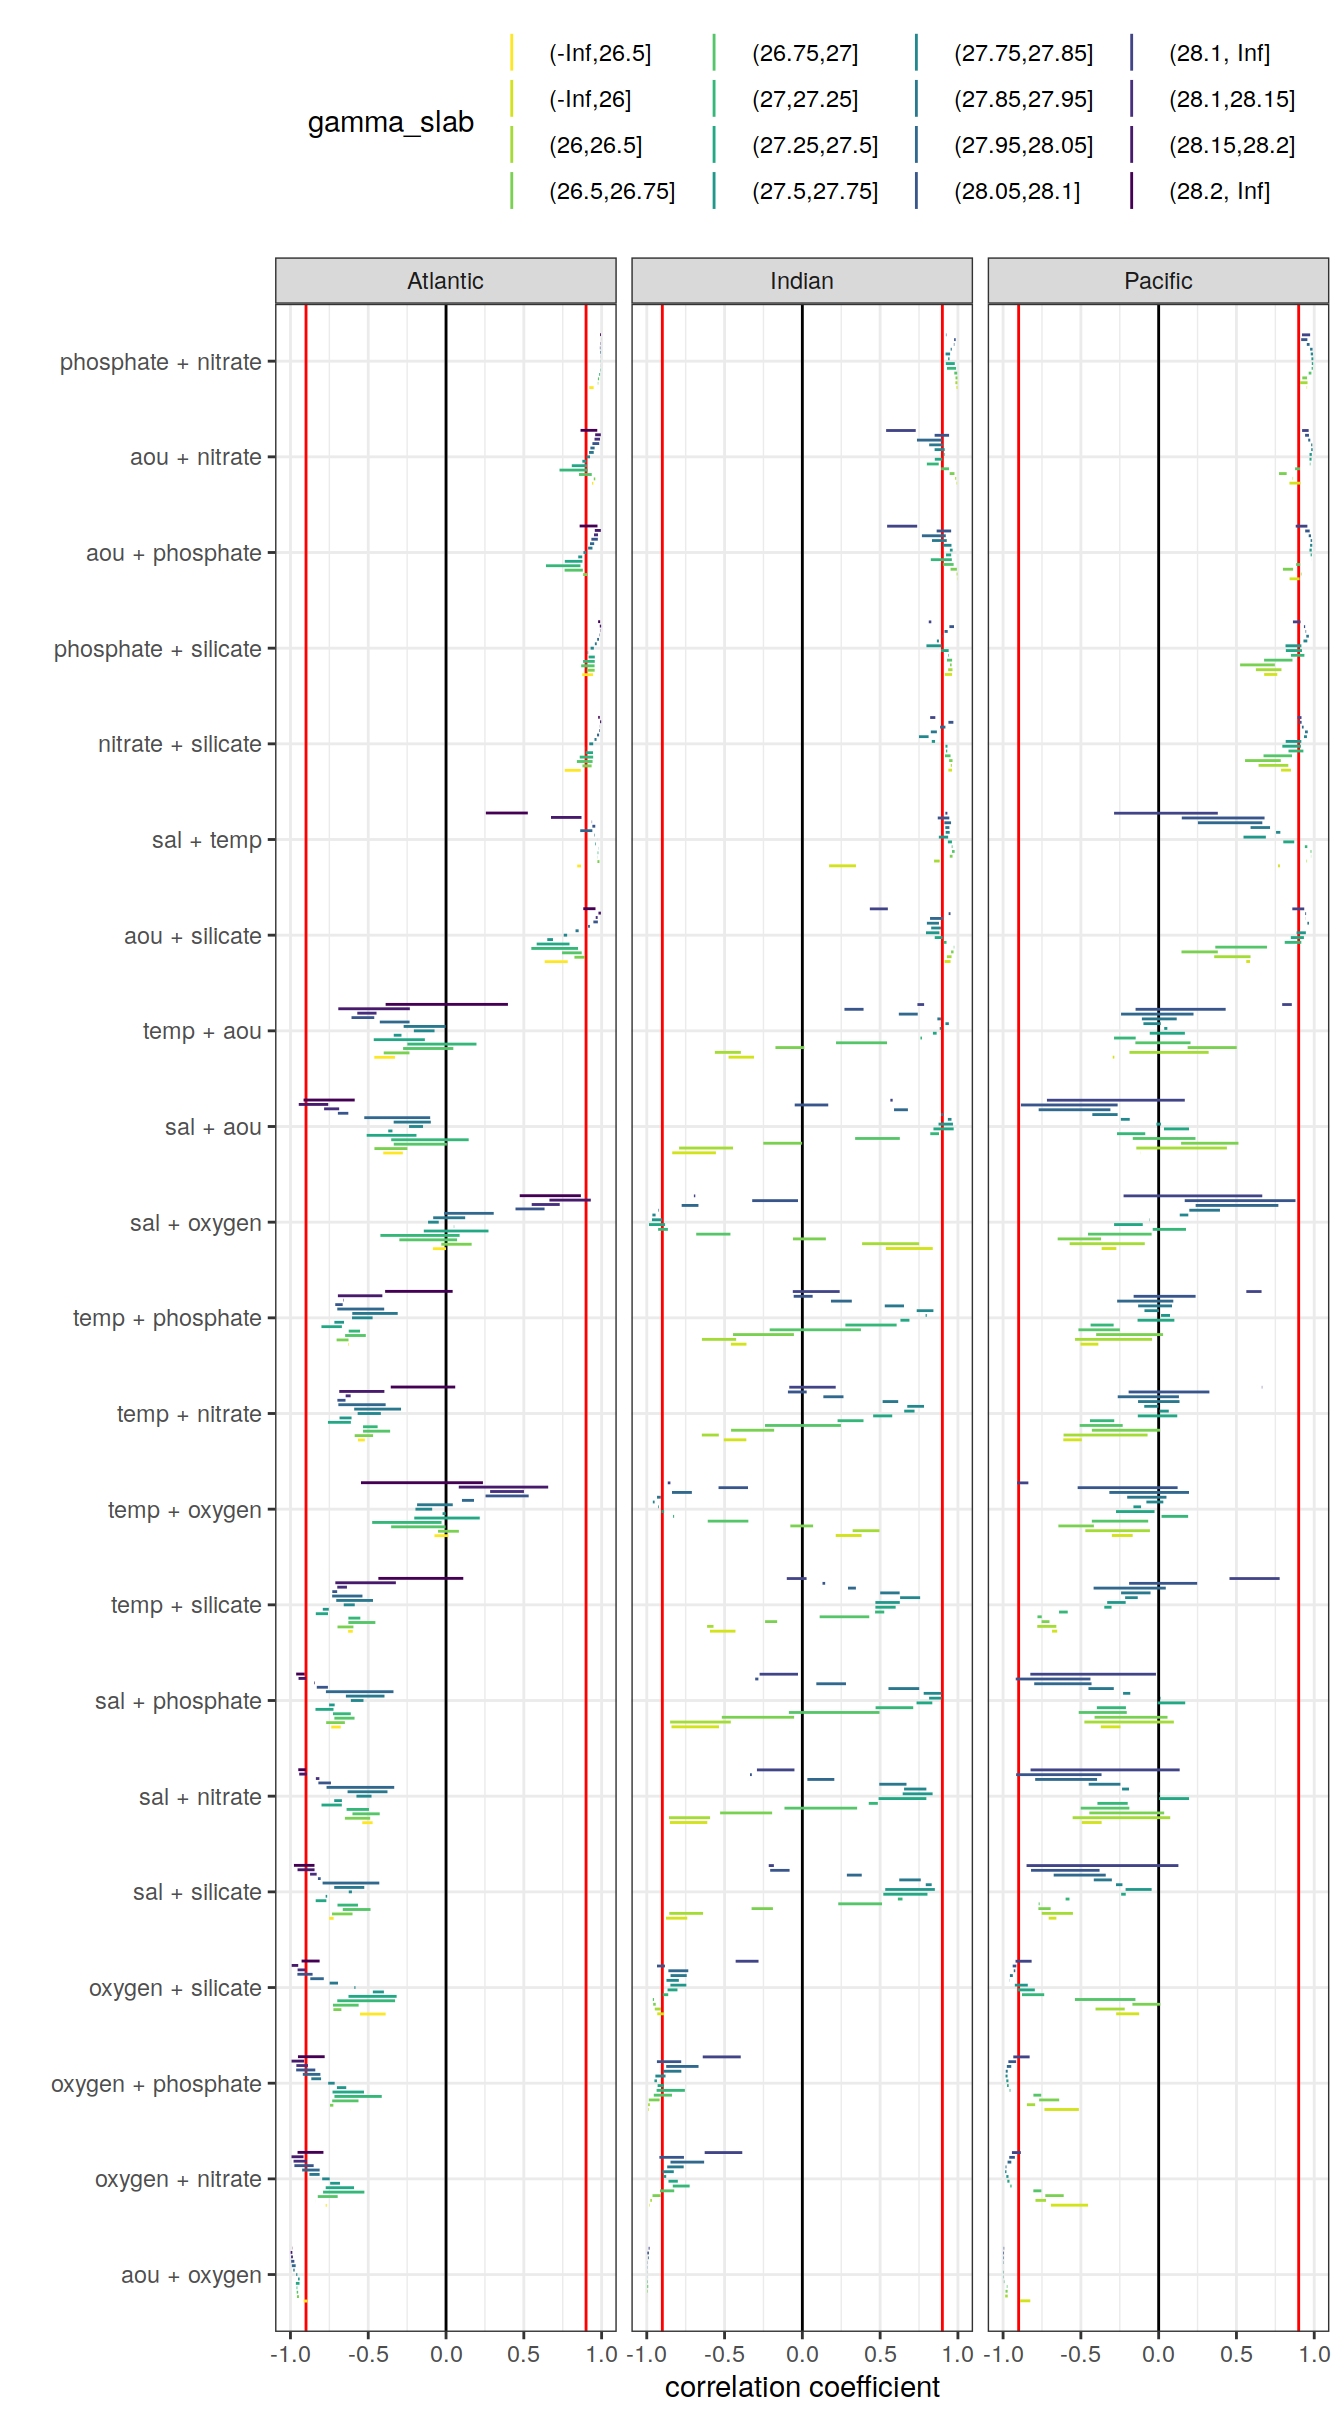 gamma_slab
(-Inf,26.5] (26.75,27] (27.75,27.85] (28.1, Inf]
(-Inf,26] (27,27.25] (27.85,27.95] (28.1,28.15]
(26,26.5] (27.25,27.5] (27.95,28.05] (28.15,28.2]
(26.5,26.75] (27.5,27.75] (28.05,28.1] (28.2, Inf]
Atlantic Indian Pacific
phosphate + nitrate
aou + nitrate
aou + phosphate
phosphate + silicate
nitrate + silicate
sal + temp
aou + silicate
temp + aou
sal + aou
sal + oxygen
temp + phosphate
temp + nitrate
temp + oxygen
temp + silicate
sal + phosphate
sal + nitrate
sal + silicate
oxygen + silicate
oxygen + phosphate
oxygen + nitrate
aou + oxygen
-1.0 -0.5 0.0 0.5 1.0 -1.0 -0.5 0.0 0.5 1.0 -1.0 -0.5 0.0 0.5 1.0
correlation coefficient